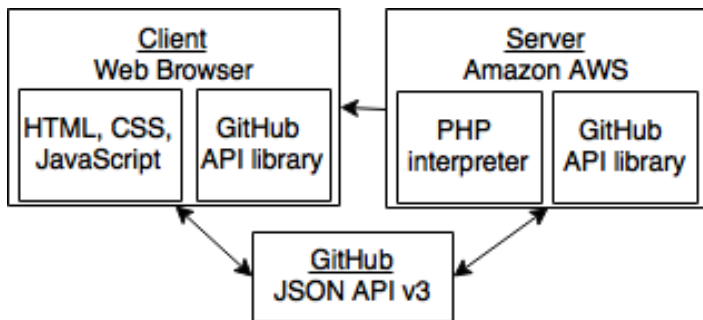 Client
Web Browser
HTML, CSS,
JavaScript
GitHub
API library
Server
Amazon AWS
PHP
interpreter
GitHub
API library
GitHub
JSON API v3